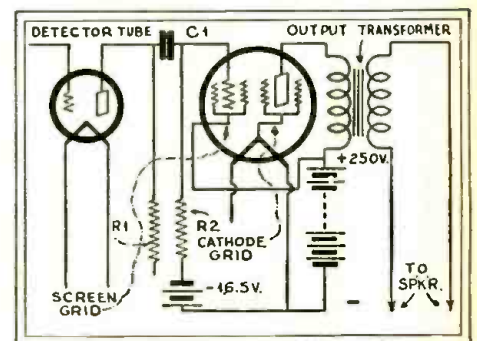 DETECTOR TUBE
C1
OUTPUT TRANSFORMER
+250V.
R1
R2
CATHODE
GRID
SCREEN
GRID
-16.5V.
-
TO
SPKR.